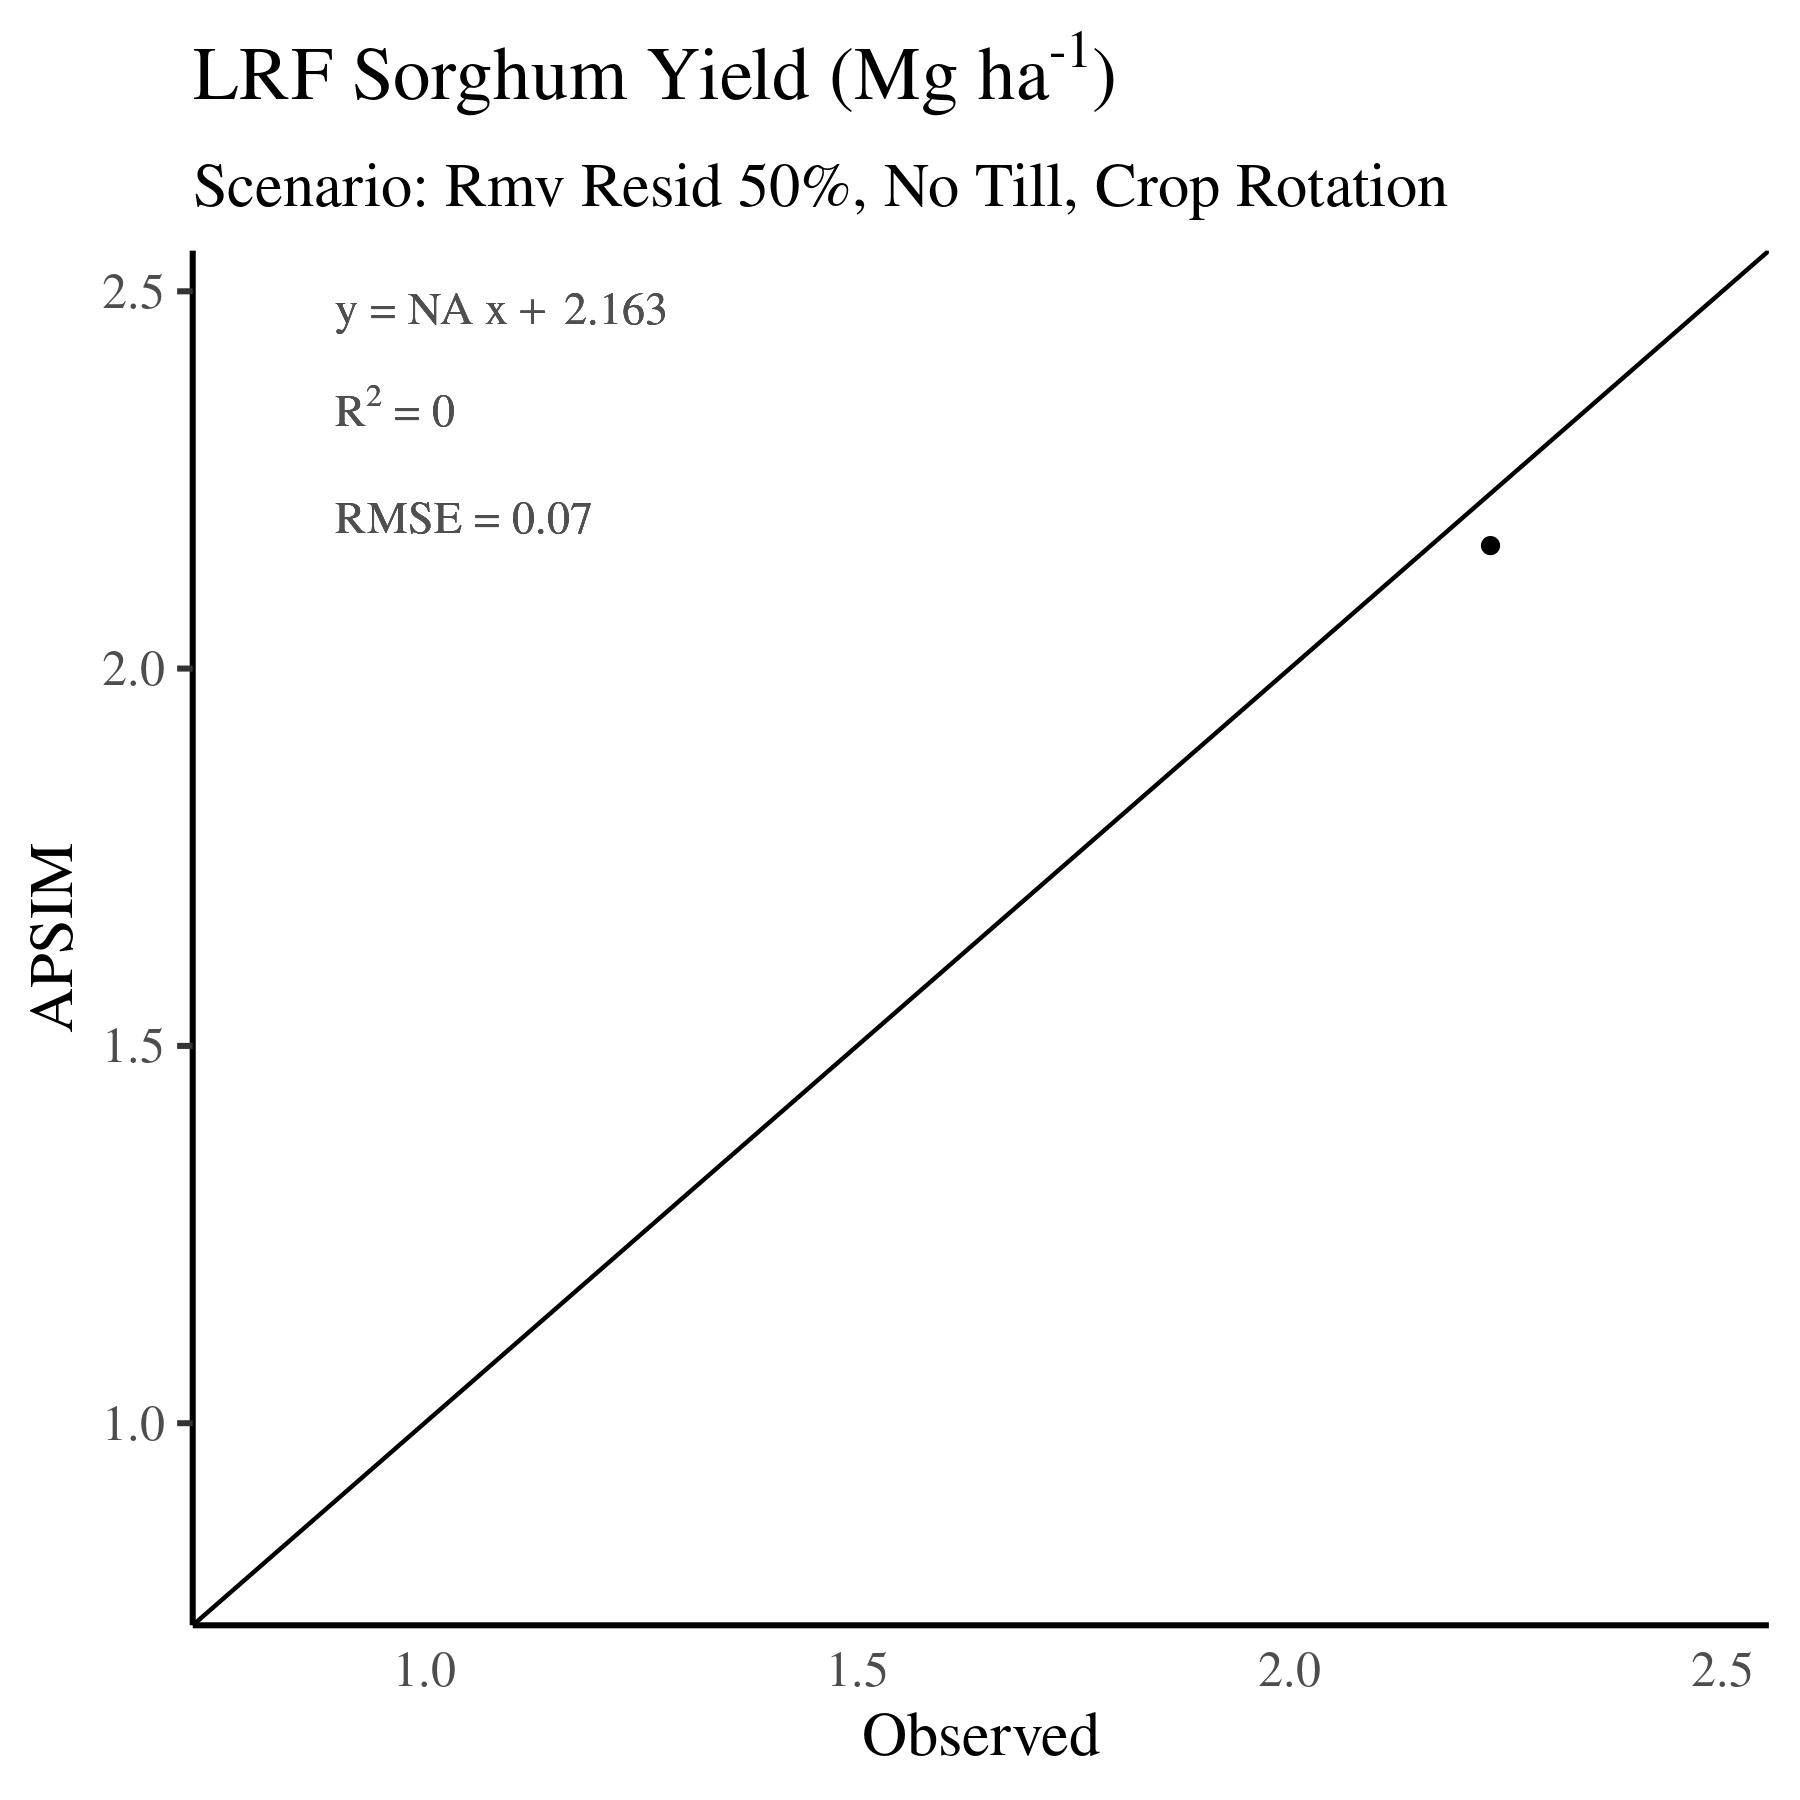 LRF Sorghum Yield (Mg ha⁻¹)
Scenario: Rmv Resid 50%, No Till, Crop Rotation
2.5
y = NA x + 2.163
R² = 0
RMSE = 0.07
2.0
APSIM
1.5
1.0
1.0 1.5 2.0 2.5
Observed